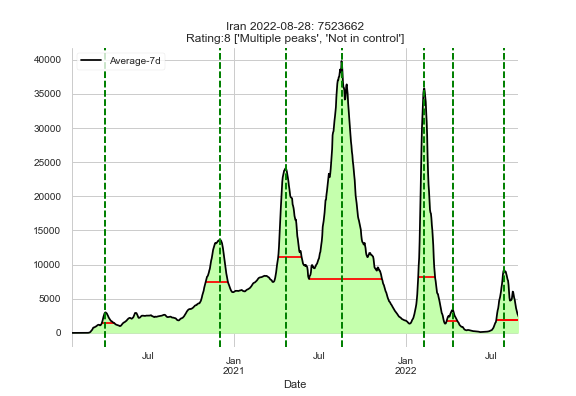 Iran 2022-08-28: 7523662
Rating:8 ['Multiple peaks', 'Not in control']
Average-7d
40000
35000
30000
25000
20000
15000
10000
5000
0
Jul
Jan
2021
Jul
Jan
2022
Jul
Date